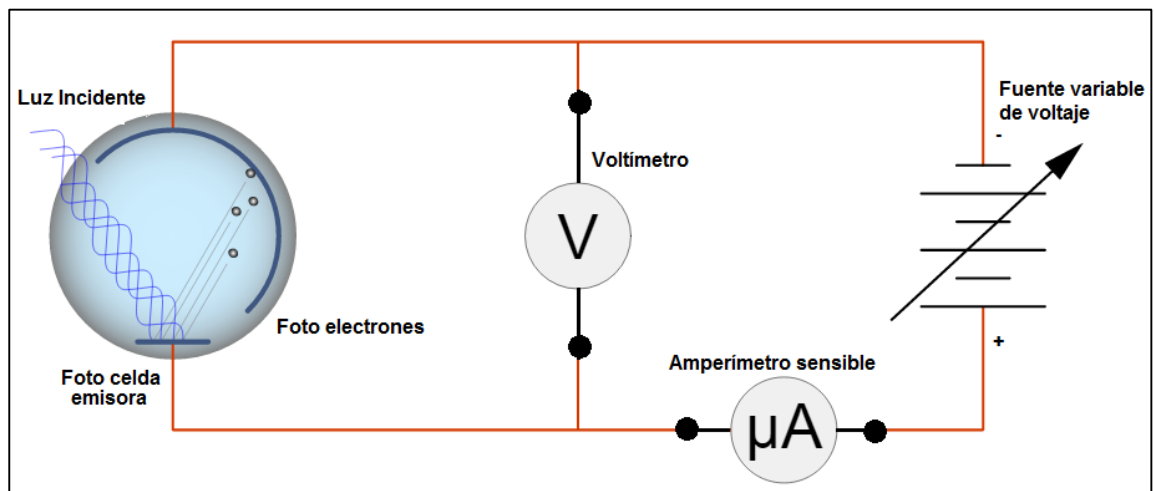 Luz Incidente
Foto electrones
Foto celda
emisora
Voltímetro
V
Amperímetro sensible
µA
Fuente variable
de voltaje
-
+